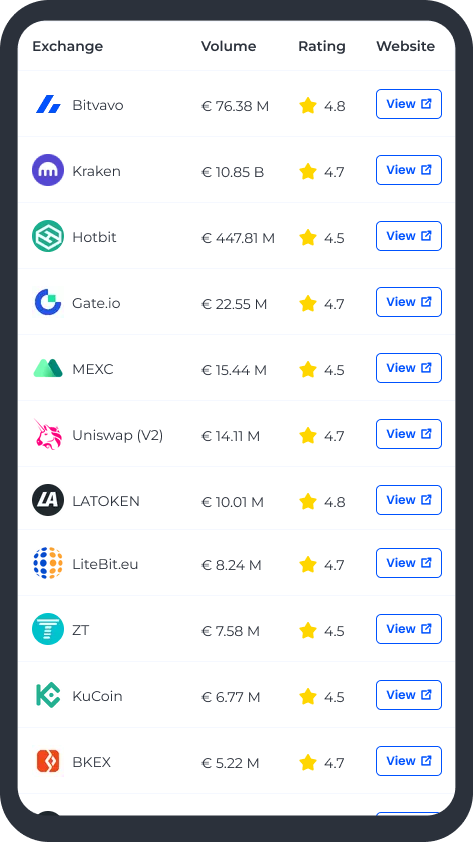 Exchange Volume Rating Website
Bitvavo € 76.38 M 4.8 View
Kraken € 10.85 B 4.7 View
Hotbit € 447.81 M 4.5 View
Gate.io € 22.55 M 4.7 View
MEXC € 15.44 M 4.5 View
Uniswap (V2) € 14.11 M 4.7 View
LA LATOKEN € 10.01 M 4.8 View
LiteBit.eu € 8.24 M 4.7 View
ZT € 7.58 M 4.5 View
KuCoin € 6.77 M 4.5 View
BKEX € 5.22 M 4.7 View